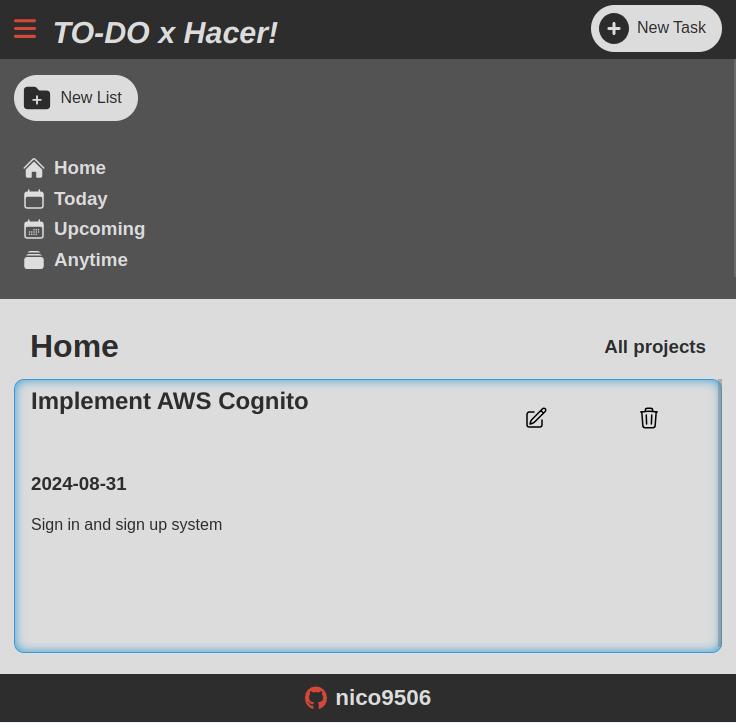 TO-DO x Hacer!
New Task
New List
Home
Today
Upcoming
Anytime
Home
All projects
Implement AWS Cognito
2024-08-31
Sign in and sign up system
nico9506